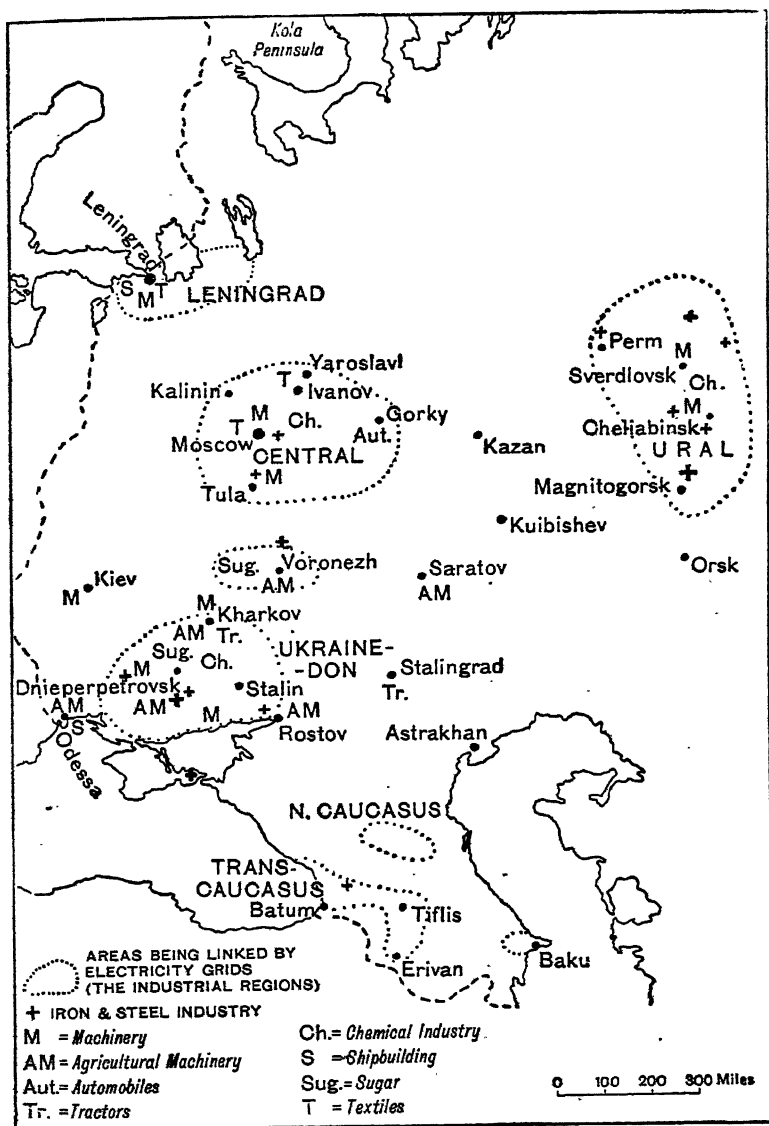 Kola
Peninsula
Leningrad
S M T LENINGRAD
Yaroslavl
T Ivanov
Kalinin
M
T Ch.
Gorky
Aut.
Moscow
CENTRAL
M
Tula
Perm
M
Sverdlovsk
Ch.
M
Cheliabinsk
URAL
Magnitogorsk
Kazan
Kuibishev
Orsk
Sug. Voronezh
AM
Saratov
AM
Kiev
M
M
Kharkov
AM Tr.
Sug.
Ch.
M
UKRAINE-
-DON
Stalingrad
Tr.
Dnieperpetrovsk
AM
Stalin
M
AM
Rostov
AM
S
Odessa
Astrakhan
N. CAUCASUS
TRANS-
CAUCASUS
Batum
Tiflis
Erivan
Baku
AREAS BEING LINKED BY
ELECTRICITY GRIDS
(THE INDUSTRIAL REGIONS)
+ IRON & STEEL INDUSTRY
M = Machinery
AM = Agricultural Machinery
Aut.= Automobiles
Tr. = Tractors
Ch.= Chemical Industry
S = Shipbuilding
Sug.= Sugar
T = Textiles
0 100 200 300 Miles